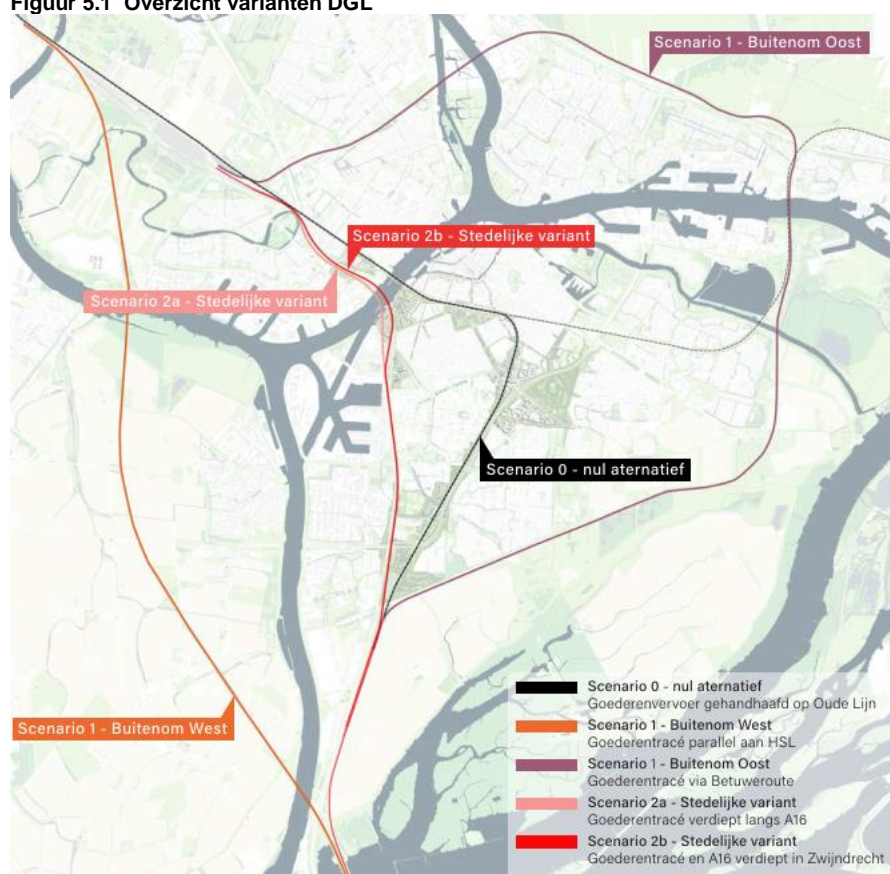 Figuur 5.1 Overzicht varianten DGL
Scenario 1 - Buitenom Oost
Scenario 2b - Stedelijke variant
Scenario 2a - Stedelijke variant
Scenario 0 - nul aternatief
Scenario 1 - Buitenom West
Scenario 0 - nul aternatief
Goederenvervoer gehandhaafd op Oude Lijn
Scenario 1 - Buitenom West
Goederentracé parallel aan HSL
Scenario 1 - Buitenom Oost
Goederentracé via Betuweroute
Scenario 2a - Stedelijke variant
Goederentracé verdiept langs A16
Scenario 2b - Stedelijke variant
Goederentracé en A16 verdiept in Zwijndrecht